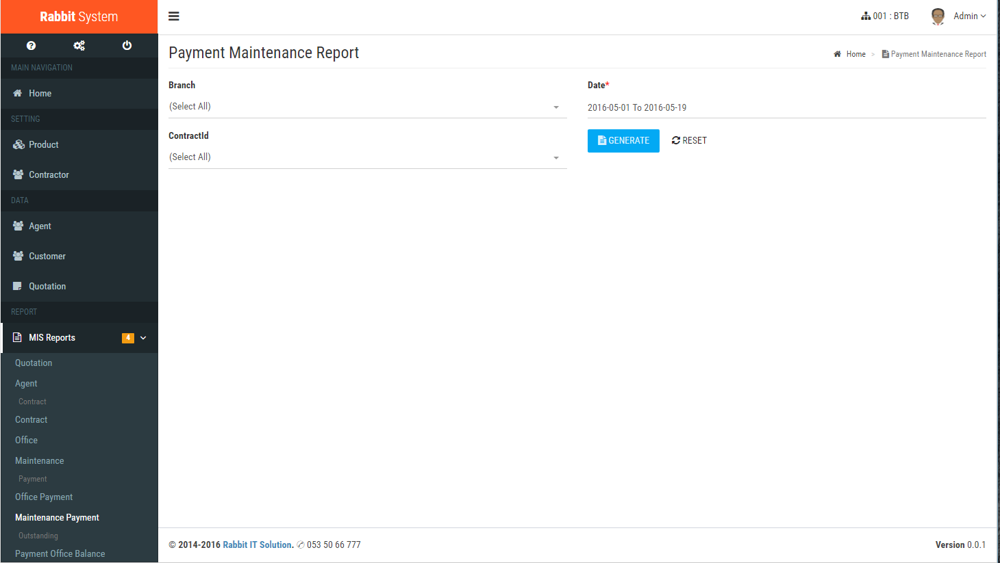 Rabbit System
001 : BTB
Admin
MAIN NAVIGATION
Home
SETTING
Product
Contractor
DATA
Agent
Customer
Quotation
REPORT
MIS Reports
4
Quotation
Agent
Contract
Contract
Office
Maintenance
Payment
Office Payment
Maintenance Payment
Outstanding
Payment Office Balance
Payment Maintenance Report
Home > Payment Maintenance Report
Branch
(Select All)
ContractId
(Select All)
Date*
2016-05-01 To 2016-05-19
GENERATE
RESET
© 2014-2016 Rabbit IT Solution. ✆ 053 50 66 777
Version 0.0.1